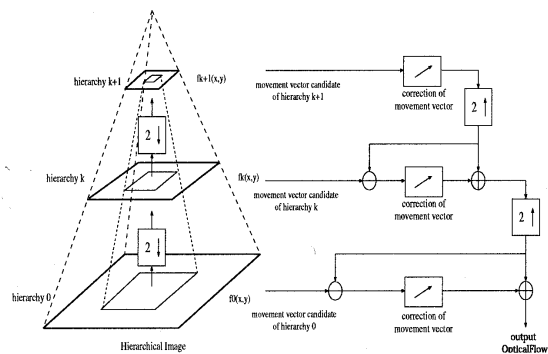 hierarchy k+1
fk+1(x,y)
movement vector candidate
of hierarchy k+1
correction of
movement vector
2 ↑
2 ↓
hierarchy k
fk(x,y)
movement vector candidate
of hierarchy k
correction of
movement vector
2 ↑
2 ↓
hierarchy 0
f0(x,y)
movement vector candidate
of hierarchy 0
correction of
movement vector
output
OpticalFlow
Hierarchical Image